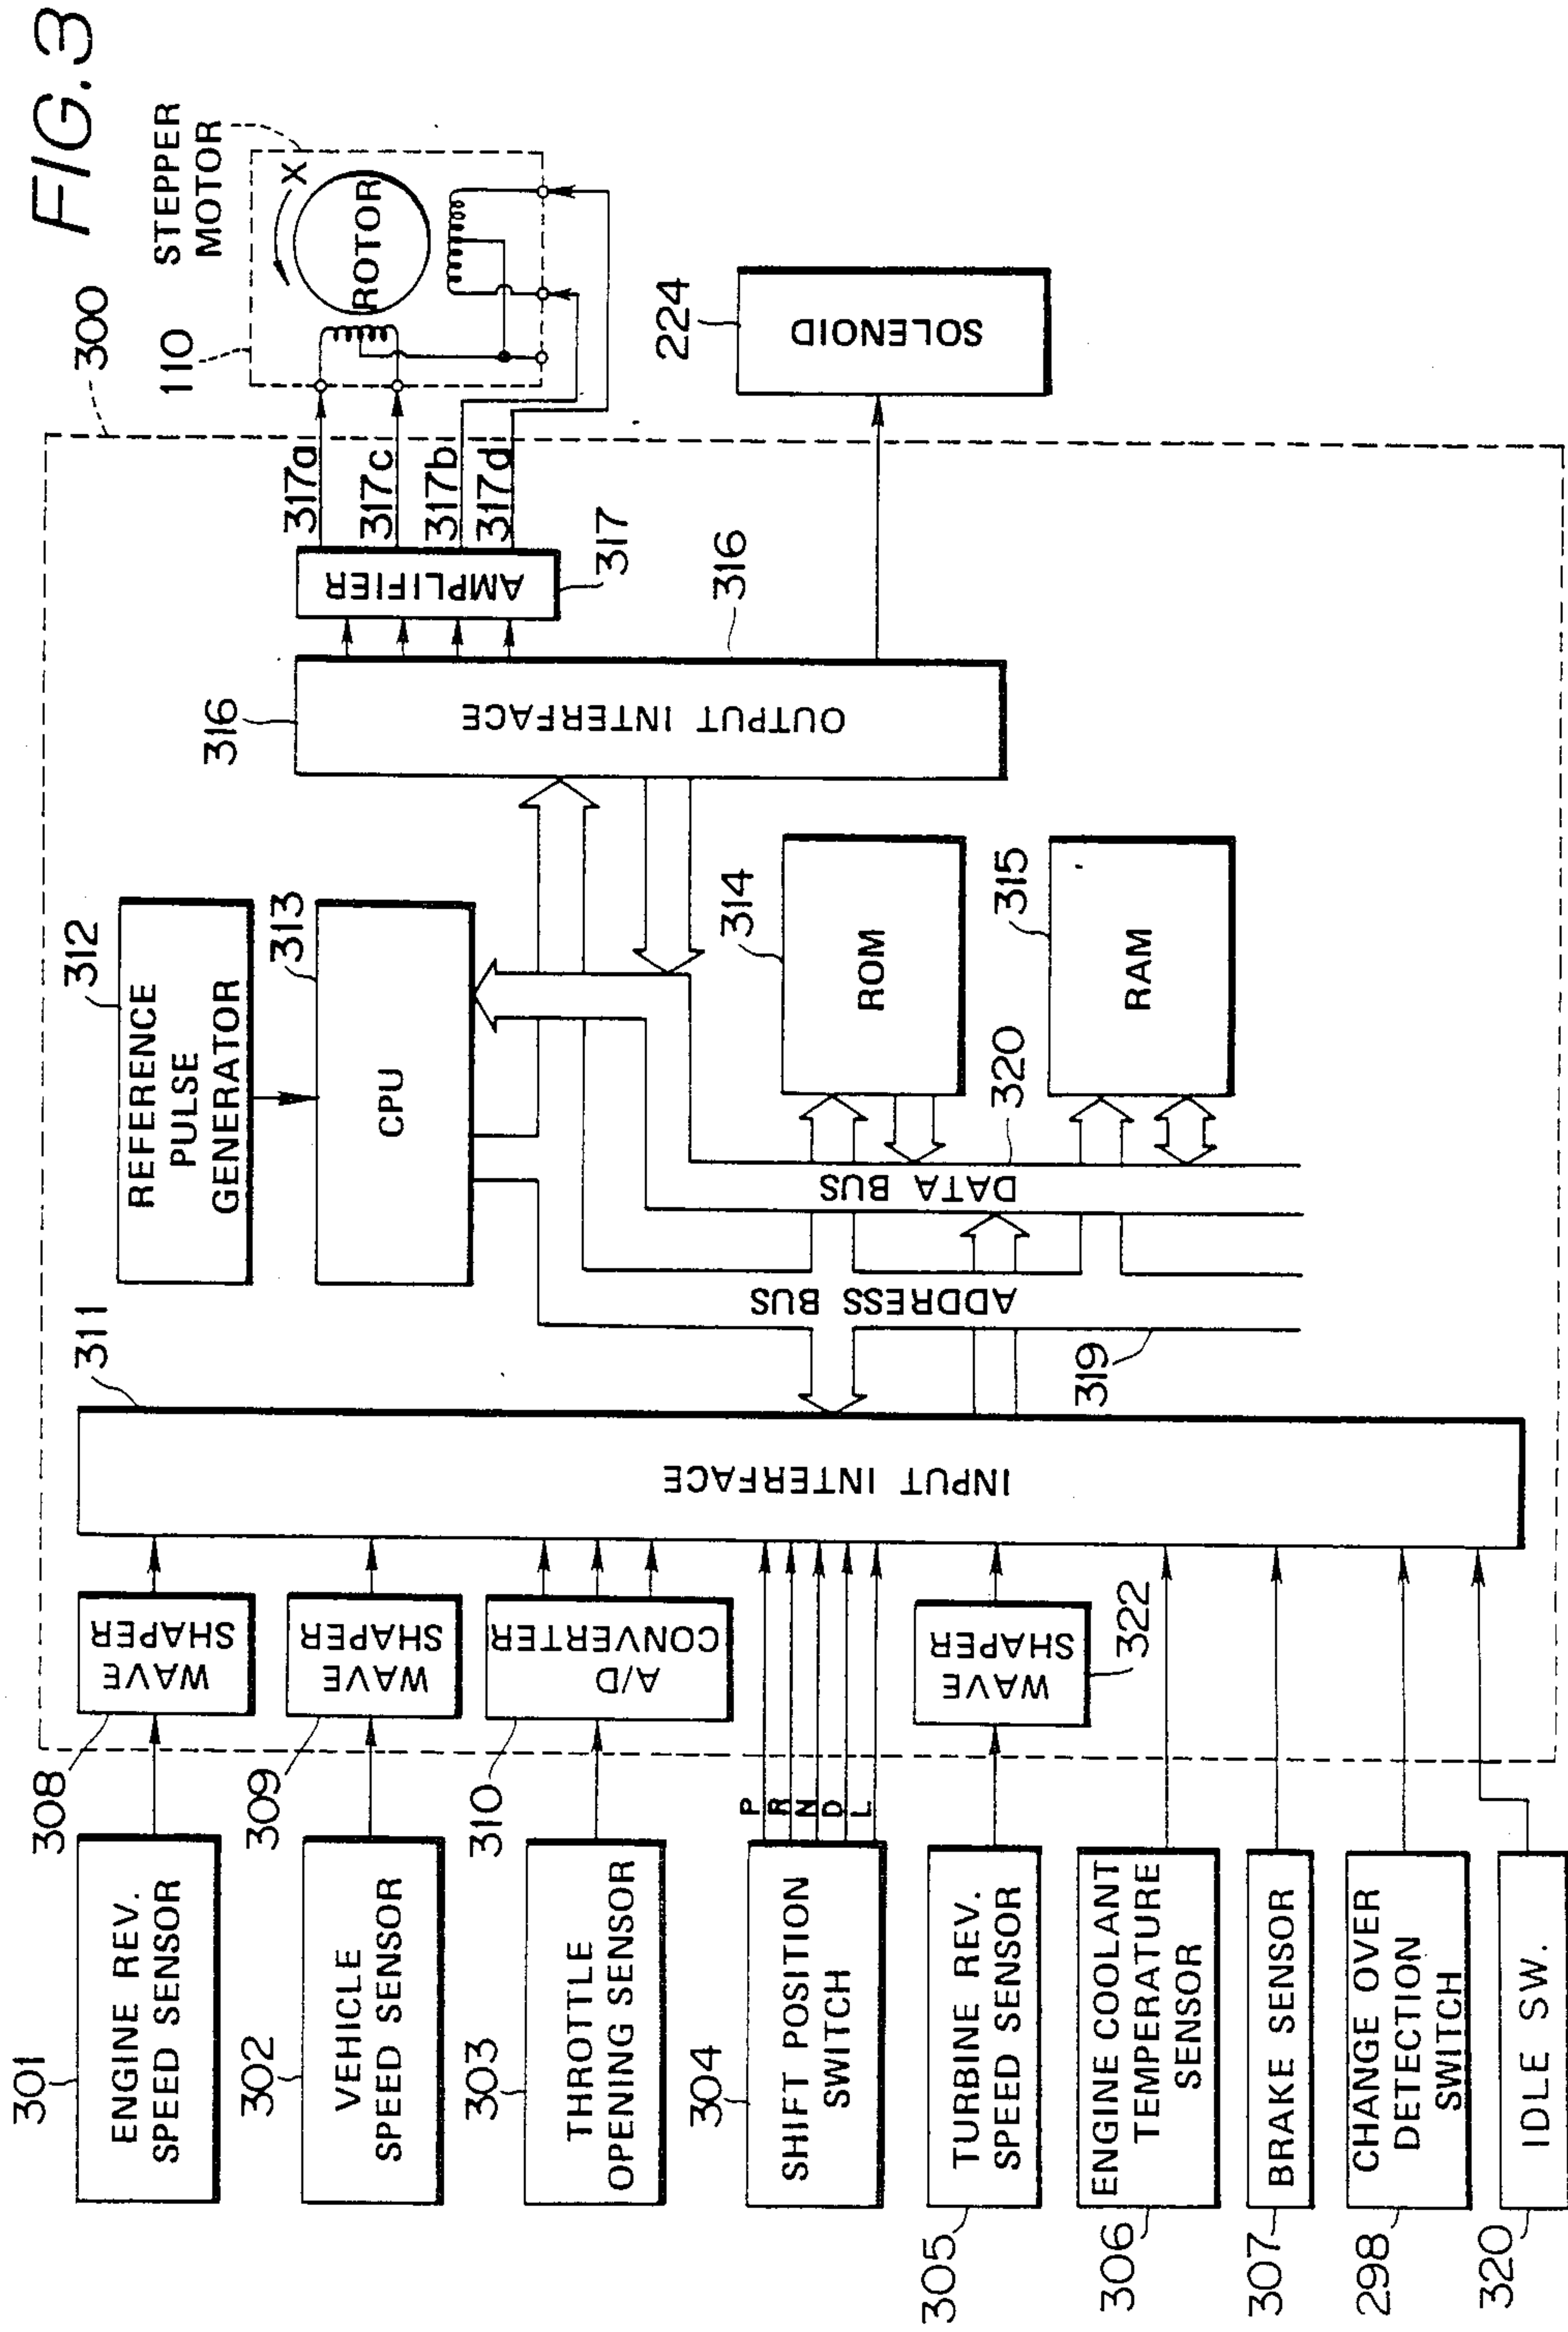 FIG. 3
300
110
STEPPER
MOTOR
X
ROTOR
301
ENGINE REV.
SPEED SENSOR
308
WAVE
SHAPER
311
INPUT INTERFACE
312
REFERENCE
PULSE
GENERATOR
313
CPU
316
OUTPUT INTERFACE
316
AMPLIFIER
317
317a
317c
317b
317d
302
VEHICLE
SPEED SENSOR
309
WAVE
SHAPER
303
THROTTLE
OPENING SENSOR
310
A/D
CONVERTER
304
SHIFT POSITION
SWITCH
P
R
N
D
L
ADDRESS BUS
319
DATA BUS
320
314
ROM
315
RAM
224
SOLENOID
305
TURBINE REV.
SPEED SENSOR
WAVE
SHAPER
322
306
ENGINE COOLANT
TEMPERATURE
SENSOR
307
BRAKE SENSOR
298
CHANGE OVER
DETECTION
SWITCH
320
IDLE SW.